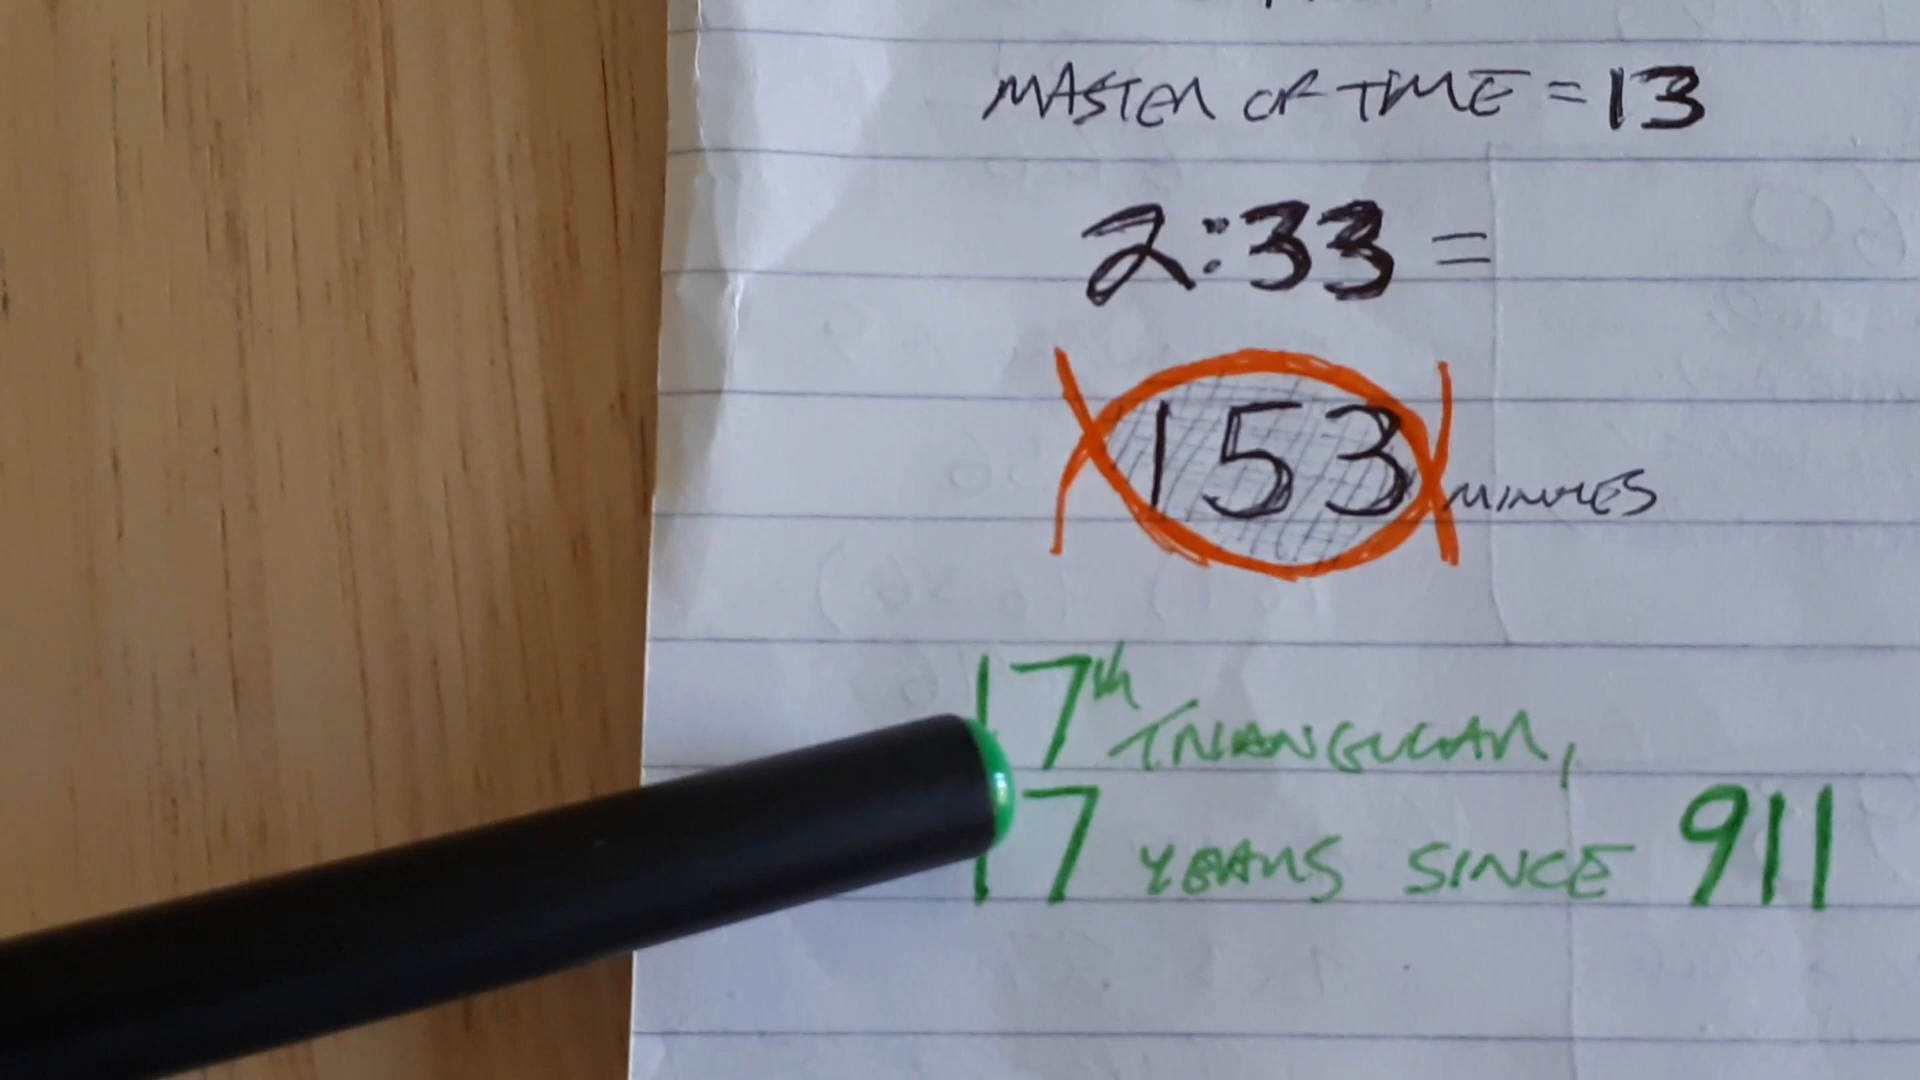 MASTER OF TIME = 13
2:33 =
153 MINUTES
17th TRIANGULAR,
17 YEARS SINCE 911